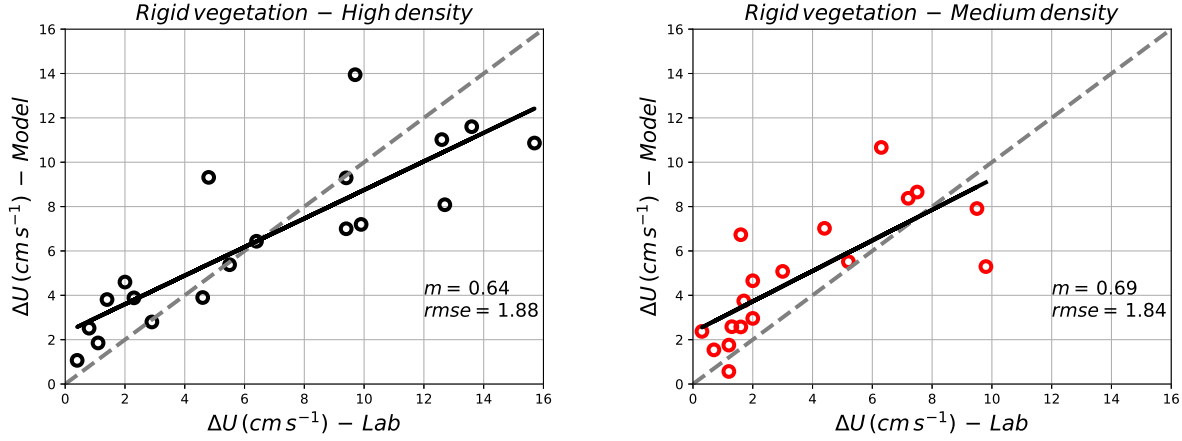 Rigid vegetation − High density
16
14
12
10
8
6
4
2
0
ΔU (cm s⁻¹) − Model
m = 0.64
rmse = 1.88
0 2 4 6 8 10 12 14 16
ΔU (cm s⁻¹) − Lab
Rigid vegetation − Medium density
16
14
12
10
8
6
4
2
0
ΔU (cm s⁻¹) − Model
m = 0.69
rmse = 1.84
0 2 4 6 8 10 12 14 16
ΔU (cm s⁻¹) − Lab